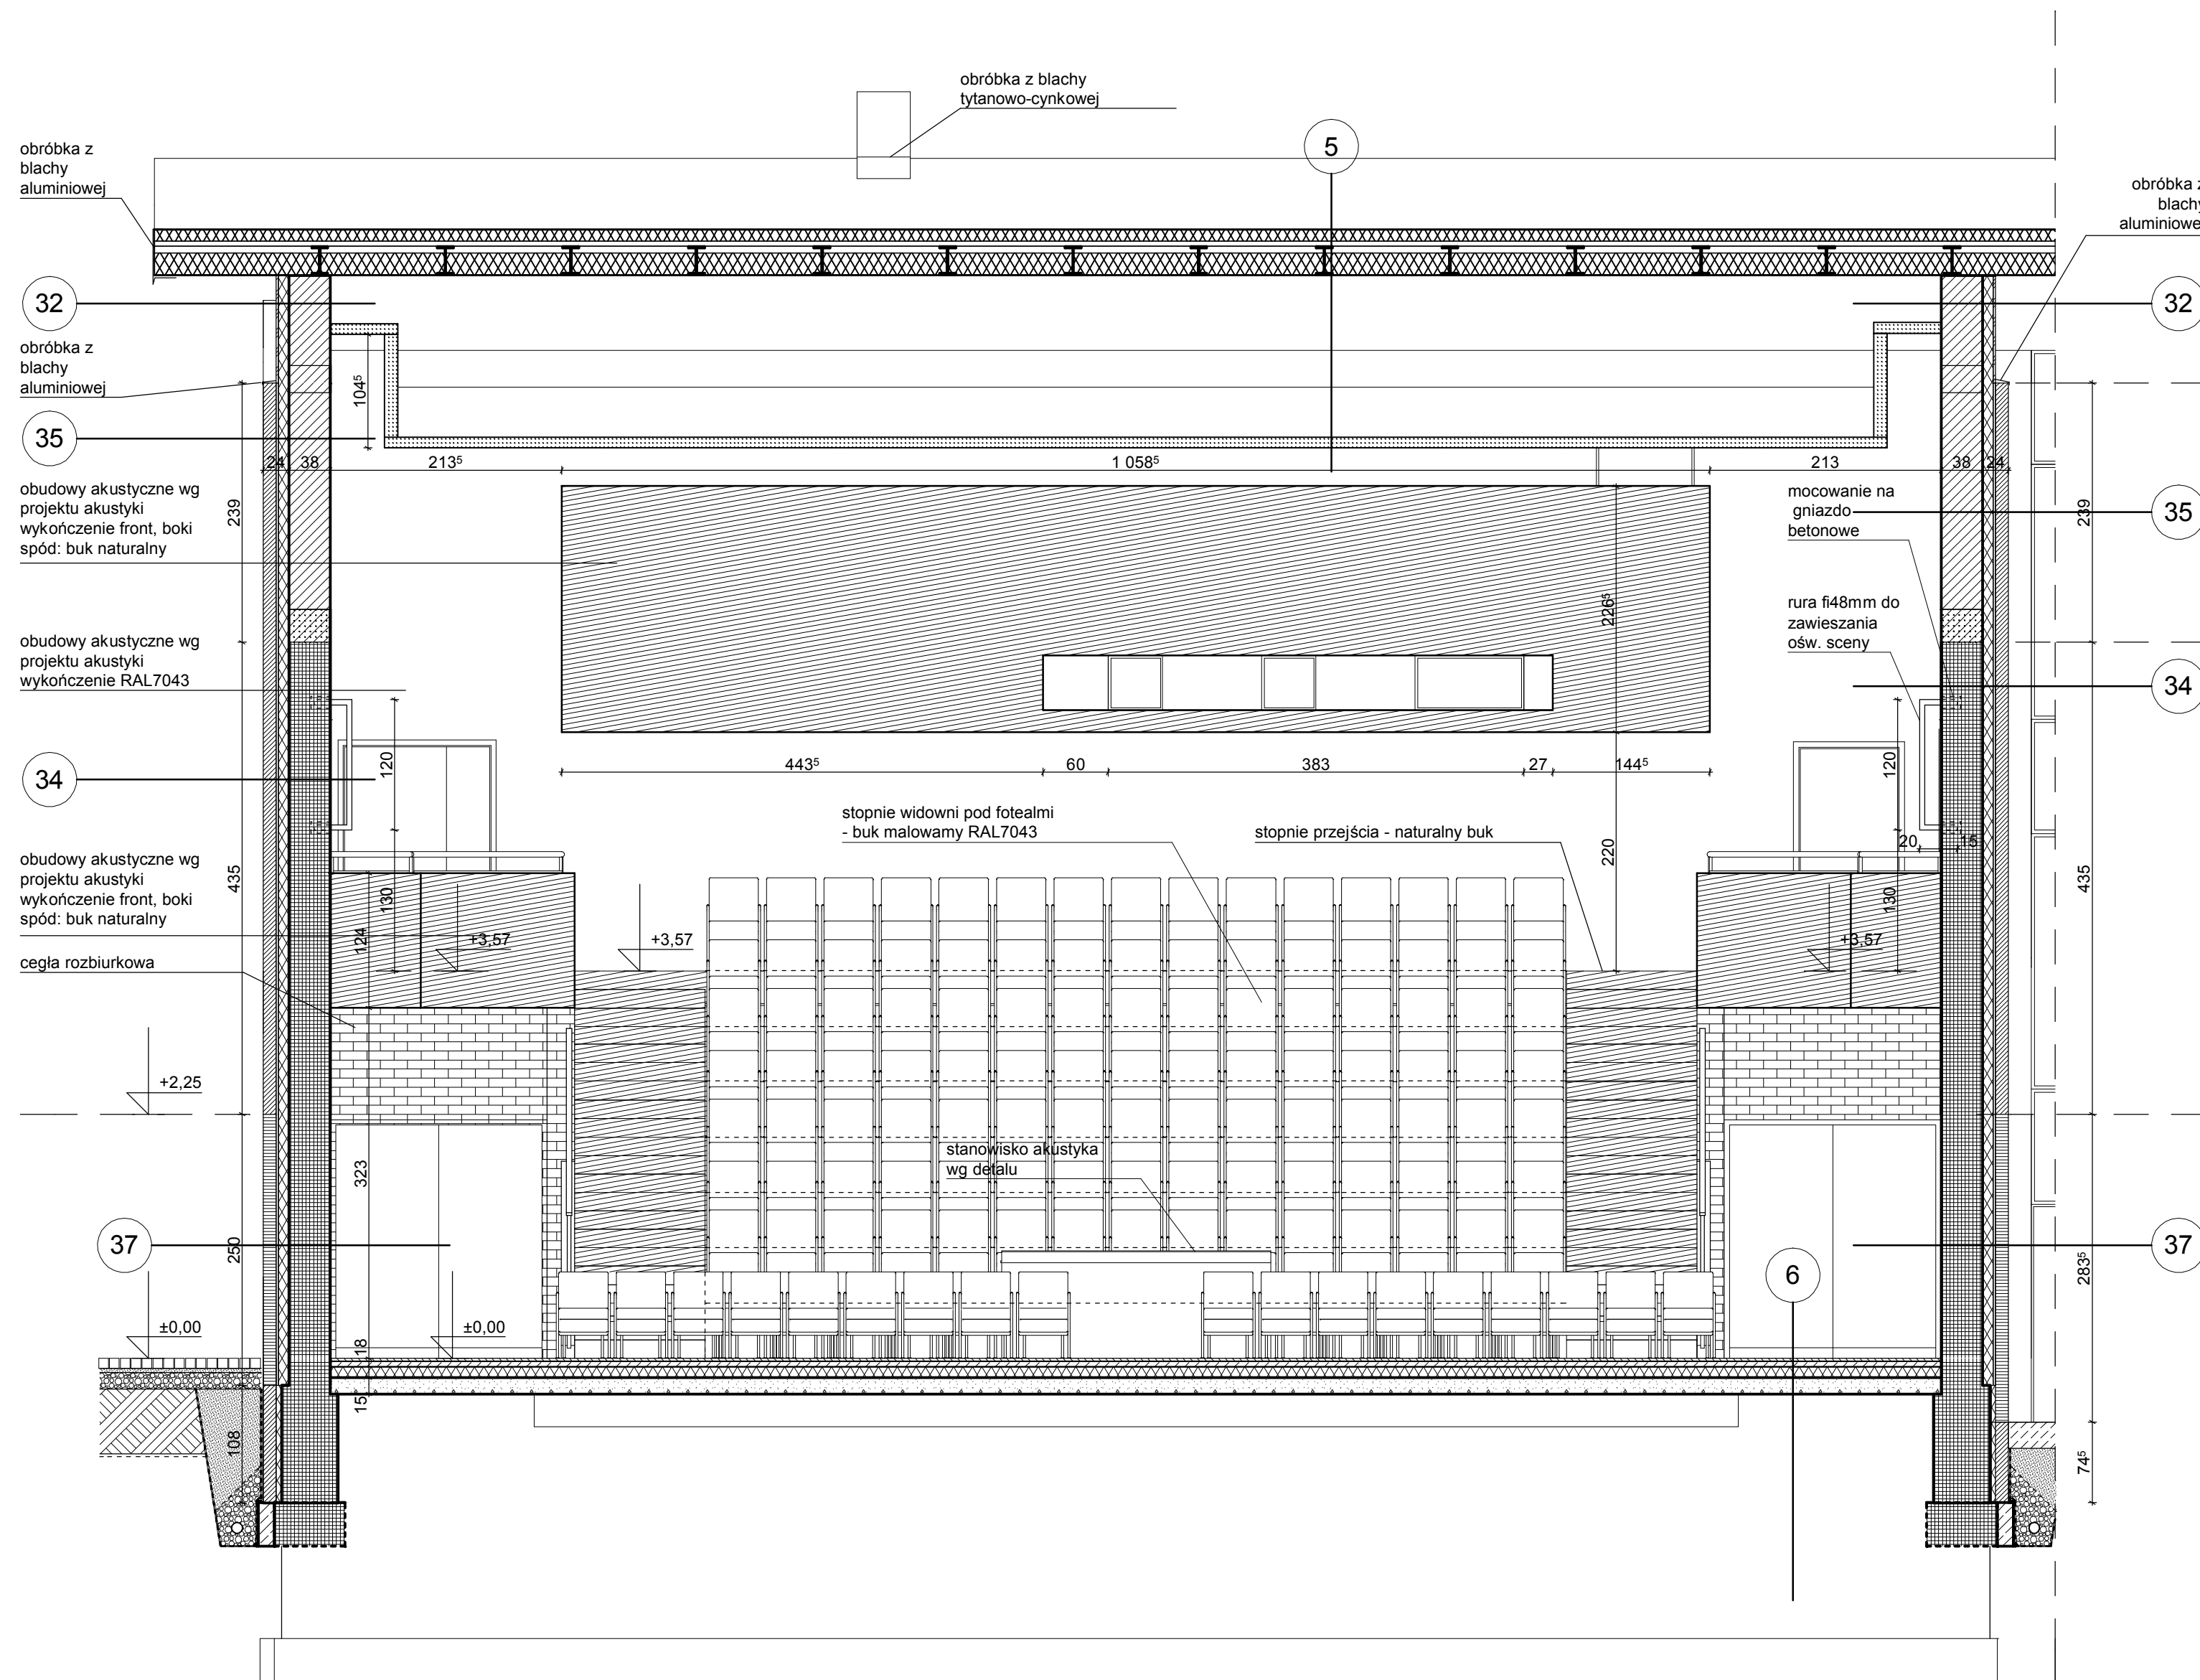 obróbka z blachy
tytanowo-cynkowej
5
obróbka z
blachy
aluminiowej
obróbka z
blachy
aluminiowej
32
32
obróbka z
blachy
aluminiowej
104⁵
35
24 38 213⁵ 1 058⁵ 213 38 24
obudowy akustyczne wg
projektu akustyki
wykończenie front, boki
spód: buk naturalny
239
mocowanie na
gniazdo
betonowe
239
35
226⁵
rura fi48mm do
zawieszania
ośw. sceny
obudowy akustyczne wg
projektu akustyki
wykończenie RAL7043
34
34
120
443⁵ 60 383 27 144⁵
120
stopnie widowni pod fotealmi
- buk malowamy RAL7043
stopnie przejścia - naturalny buk
220
20 15
obudowy akustyczne wg
projektu akustyki
wykończenie front, boki
spód: buk naturalny
435
130
124
+3,57
+3,57
130
+3,57
435
cegła rozbiurkowa
+2,25
stanowisko akustyka
wg detalu
323
37
250
37
6
283⁵
±0,00
±0,00
18
15
108
74⁵